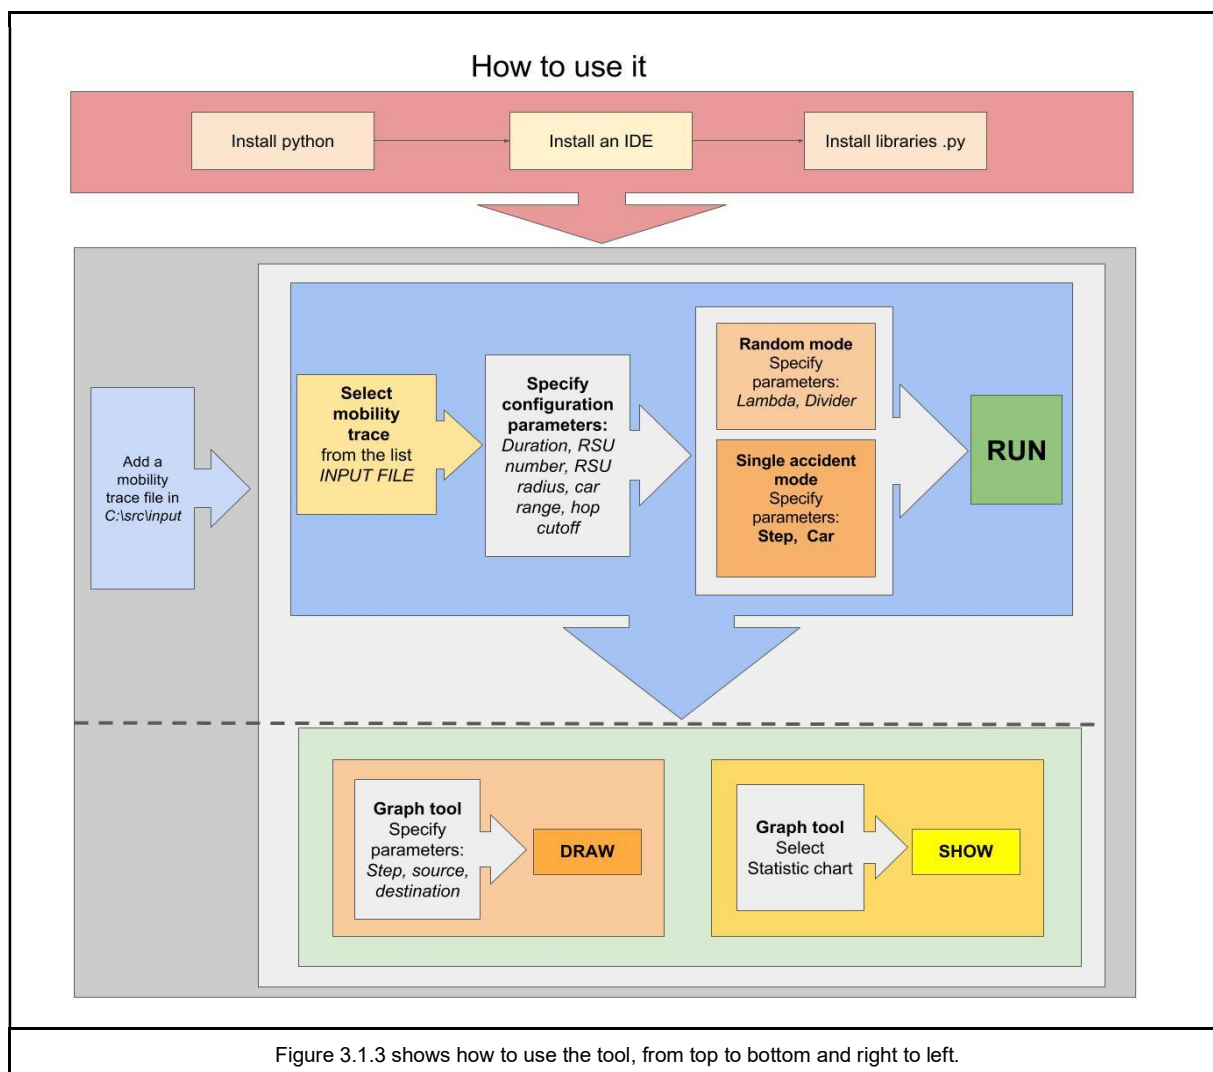 How to use it
Install python
Install an IDE
Install libraries .py
Add a
mobility
trace file in
C:\src\input
Select
mobility
trace
from the list
INPUT FILE
Specify
configuration
parameters:
Duration, RSU
number, RSU
radius, car
range, hop
cutoff
Random mode
Specify
parameters:
Lambda, Divider
Single accident
mode
Specify
parameters:
Step, Car
RUN
Graph tool
Specify
parameters:
Step, source,
destination
DRAW
Graph tool
Select
Statistic chart
SHOW
Figure 3.1.3 shows how to use the tool, from top to bottom and right to left.